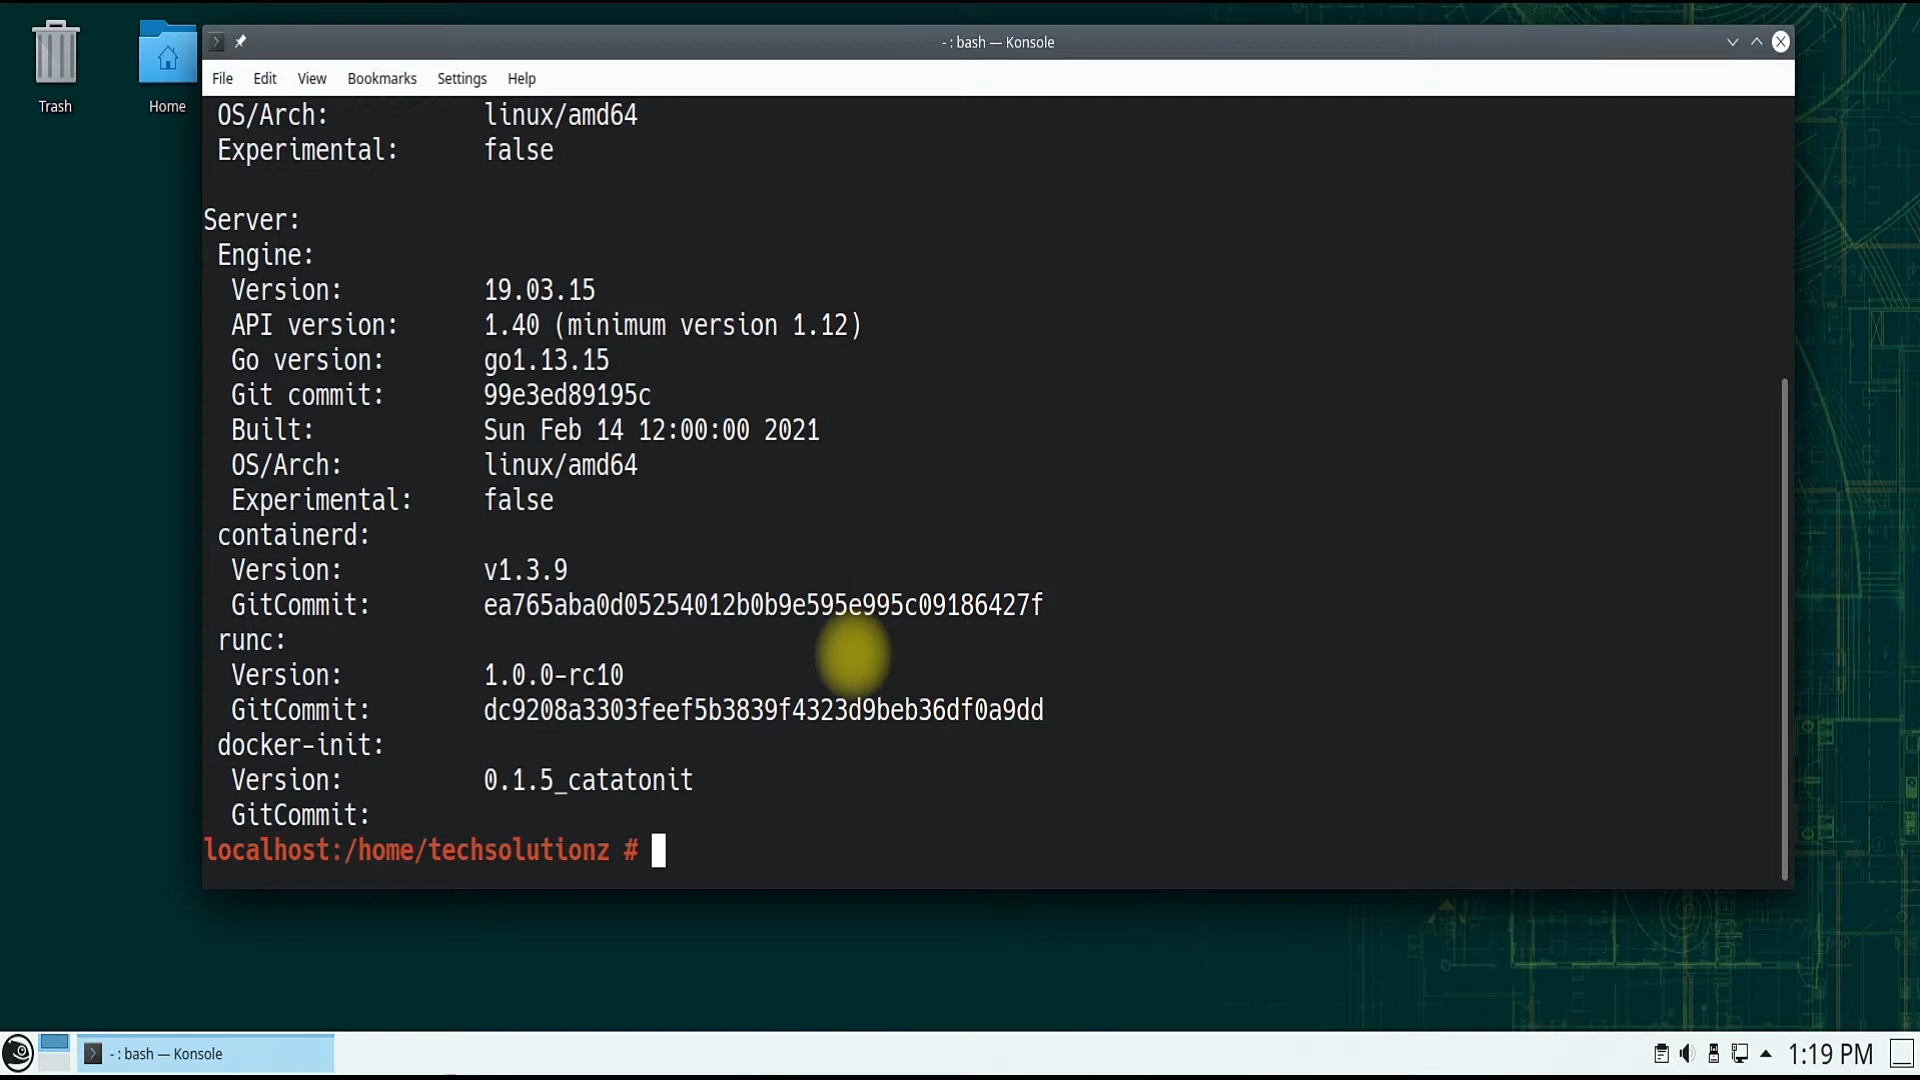 Trash
Home
- : bash — Konsole
File Edit View Bookmarks Settings Help
OS/Arch: linux/amd64
Experimental: false
Server:
Engine:
Version: 19.03.15
API version: 1.40 (minimum version 1.12)
Go version: go1.13.15
Git commit: 99e3ed89195c
Built: Sun Feb 14 12:00:00 2021
OS/Arch: linux/amd64
Experimental: false
containerd:
Version: v1.3.9
GitCommit: ea765aba0d05254012b0b9e595e995c09186427f
runc:
Version: 1.0.0-rc10
GitCommit: dc9208a3303feef5b3839f4323d9beb36df0a9dd
docker-init:
Version: 0.1.5_catatonit
GitCommit:
localhost:/home/techsolutionz #
- : bash — Konsole
1:19 PM